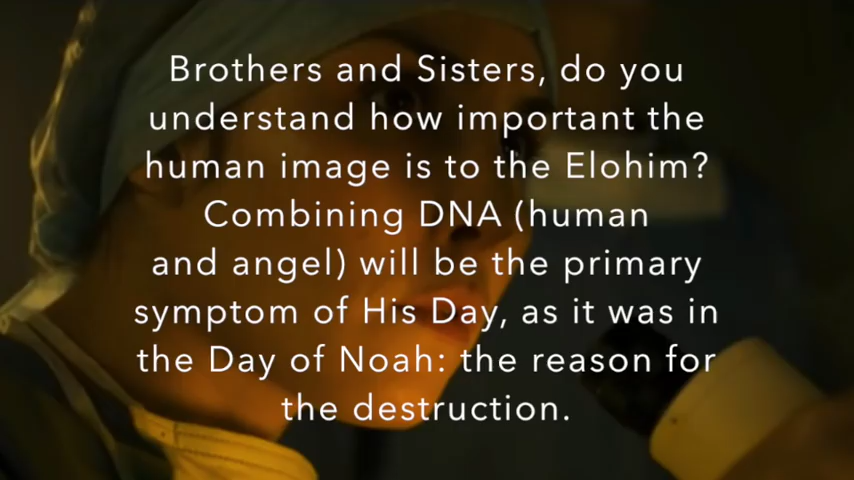 Brothers and Sisters, do you
understand how important the
human image is to the Elohim?
Combining DNA (human
and angel) will be the primary
symptom of His Day, as it was in
the Day of Noah: the reason for
the destruction.